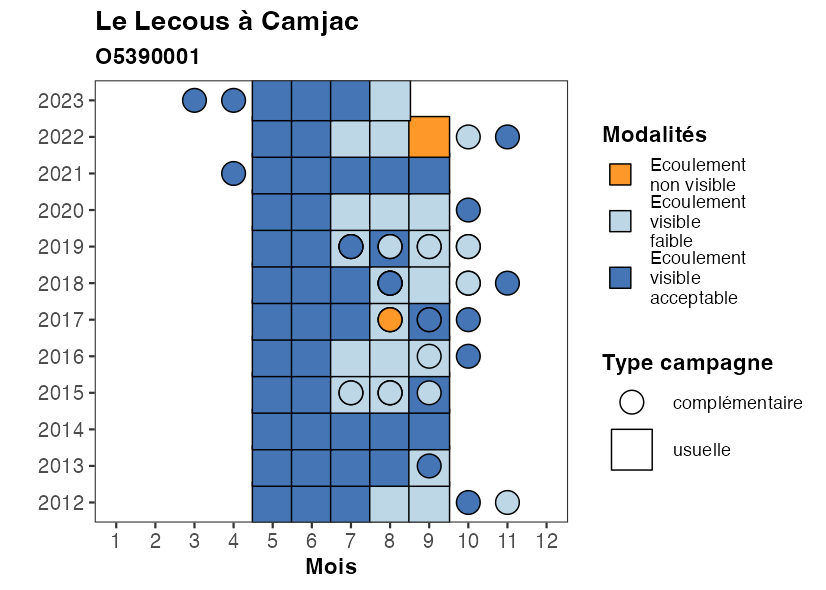 Le Lecous à Camjac
O5390001
2023
2022
2021
2020
2019
2018
2017
2016
2015
2014
2013
2012
1 2 3 4 5 6 7 8 9 10 11 12
Mois
Modalités
Ecoulement
non visible
Ecoulement
visible
faible
Ecoulement
visible
acceptable
Type campagne
complémentaire
usuelle